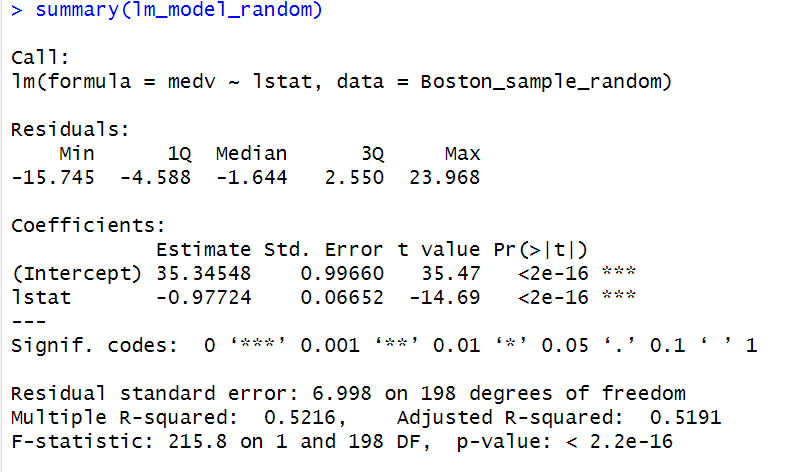 > summary(lm_model_random)
Call:
lm(formula = medv ~ lstat, data = Boston_sample_random)
Residuals:
    Min      1Q  Median      3Q     Max
-15.745  -4.588  -1.644   2.550  23.968
Coefficients:
            Estimate Std. Error t value Pr(>|t|)
(Intercept) 35.34548    0.99660   35.47   <2e-16 ***
lstat       -0.97724    0.06652  -14.69   <2e-16 ***
---
Signif. codes:  0 ‘***’ 0.001 ‘**’ 0.01 ‘*’ 0.05 ‘.’ 0.1 ‘ ’ 1
Residual standard error: 6.998 on 198 degrees of freedom
Multiple R-squared:  0.5216,    Adjusted R-squared:  0.5191
F-statistic: 215.8 on 1 and 198 DF,  p-value: < 2.2e-16